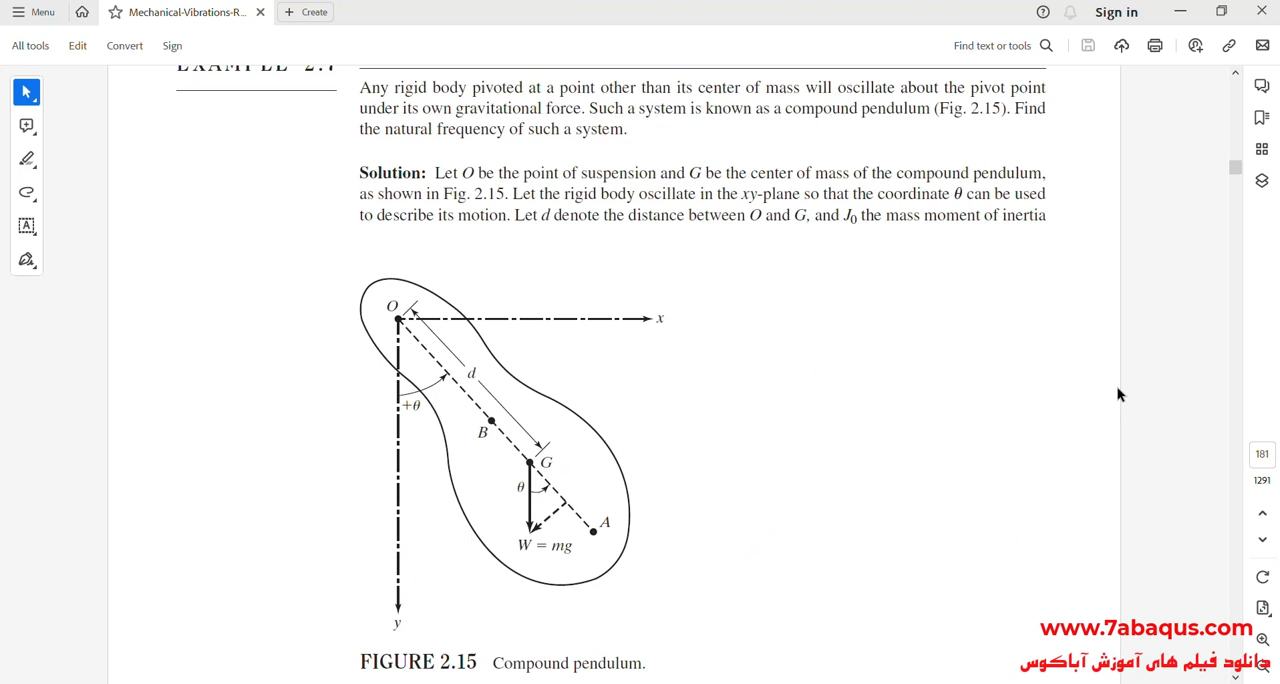 Menu
Mechanical-Vibrations-R...
Create
Sign in
All tools Edit Convert Sign
Find text or tools
EXAMPLE 2.7
Any rigid body pivoted at a point other than its center of mass will oscillate about the pivot point
under its own gravitational force. Such a system is known as a compound pendulum (Fig. 2.15). Find
the natural frequency of such a system.
Solution: Let O be the point of suspension and G be the center of mass of the compound pendulum,
as shown in Fig. 2.15. Let the rigid body oscillate in the xy-plane so that the coordinate θ can be used
to describe its motion. Let d denote the distance between O and G, and J₀ the mass moment of inertia
O
x
d
+θ
B
G
θ
A
W = mg
y
181
1291
FIGURE 2.15 Compound pendulum.
www.7abaqus.com
دانلود فیلم های آموزش آباکوس